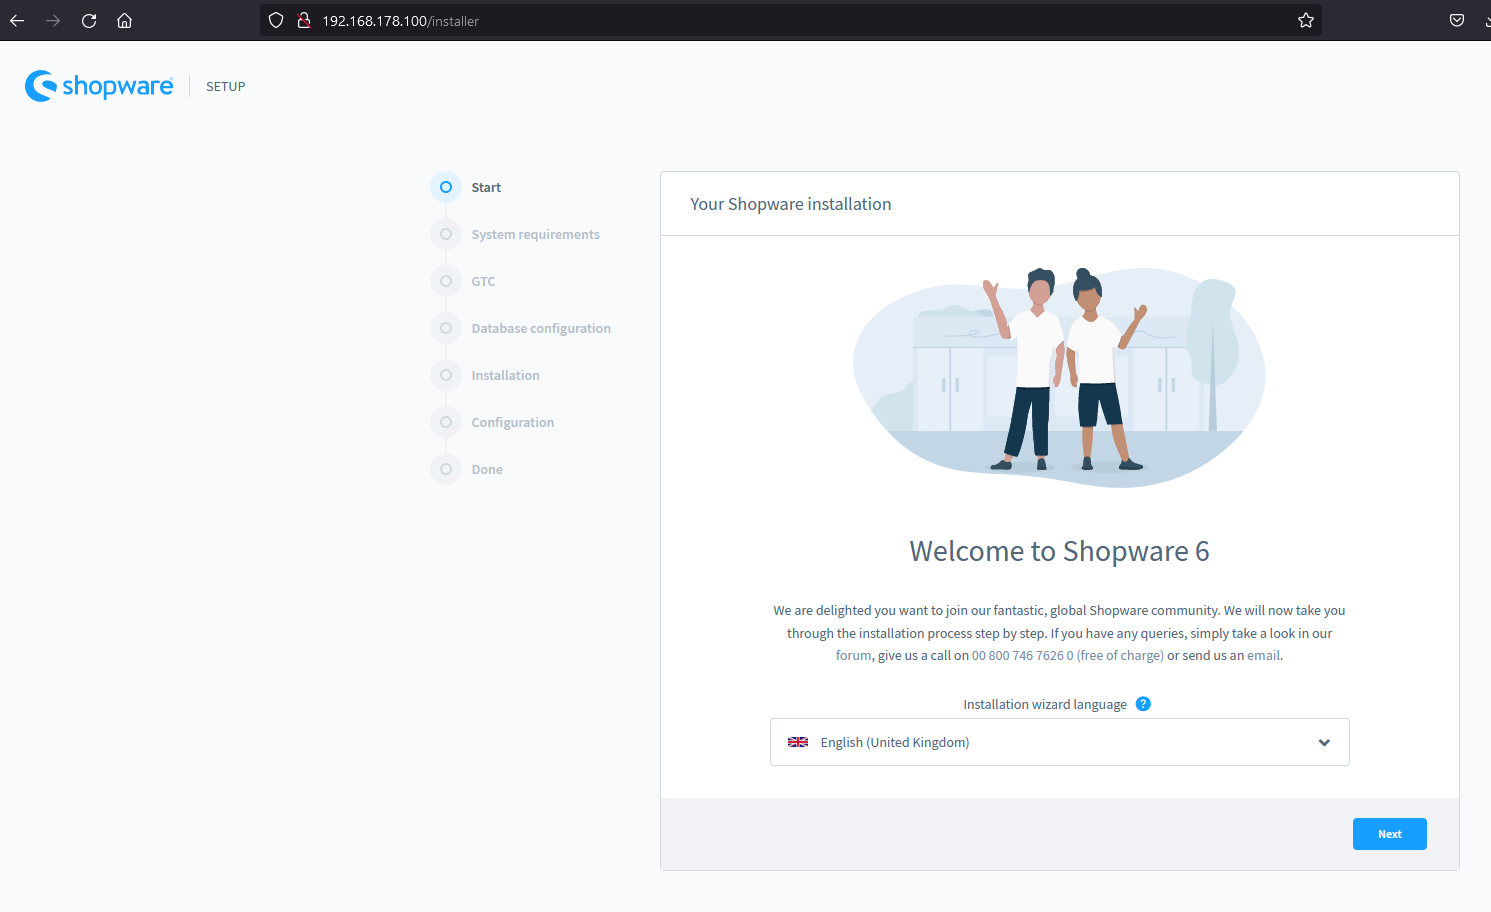 192.168.178.100/installer
shopware
SETUP
Start
System requirements
GTC
Database configuration
Installation
Configuration
Done
Your Shopware installation
Welcome to Shopware 6
We are delighted you want to join our fantastic, global Shopware community. We will now take you
through the installation process step by step. If you have any queries, simply take a look in our
forum, give us a call on 00 800 746 7626 0 (free of charge) or send us an email.
Installation wizard language ?
English (United Kingdom)
Next